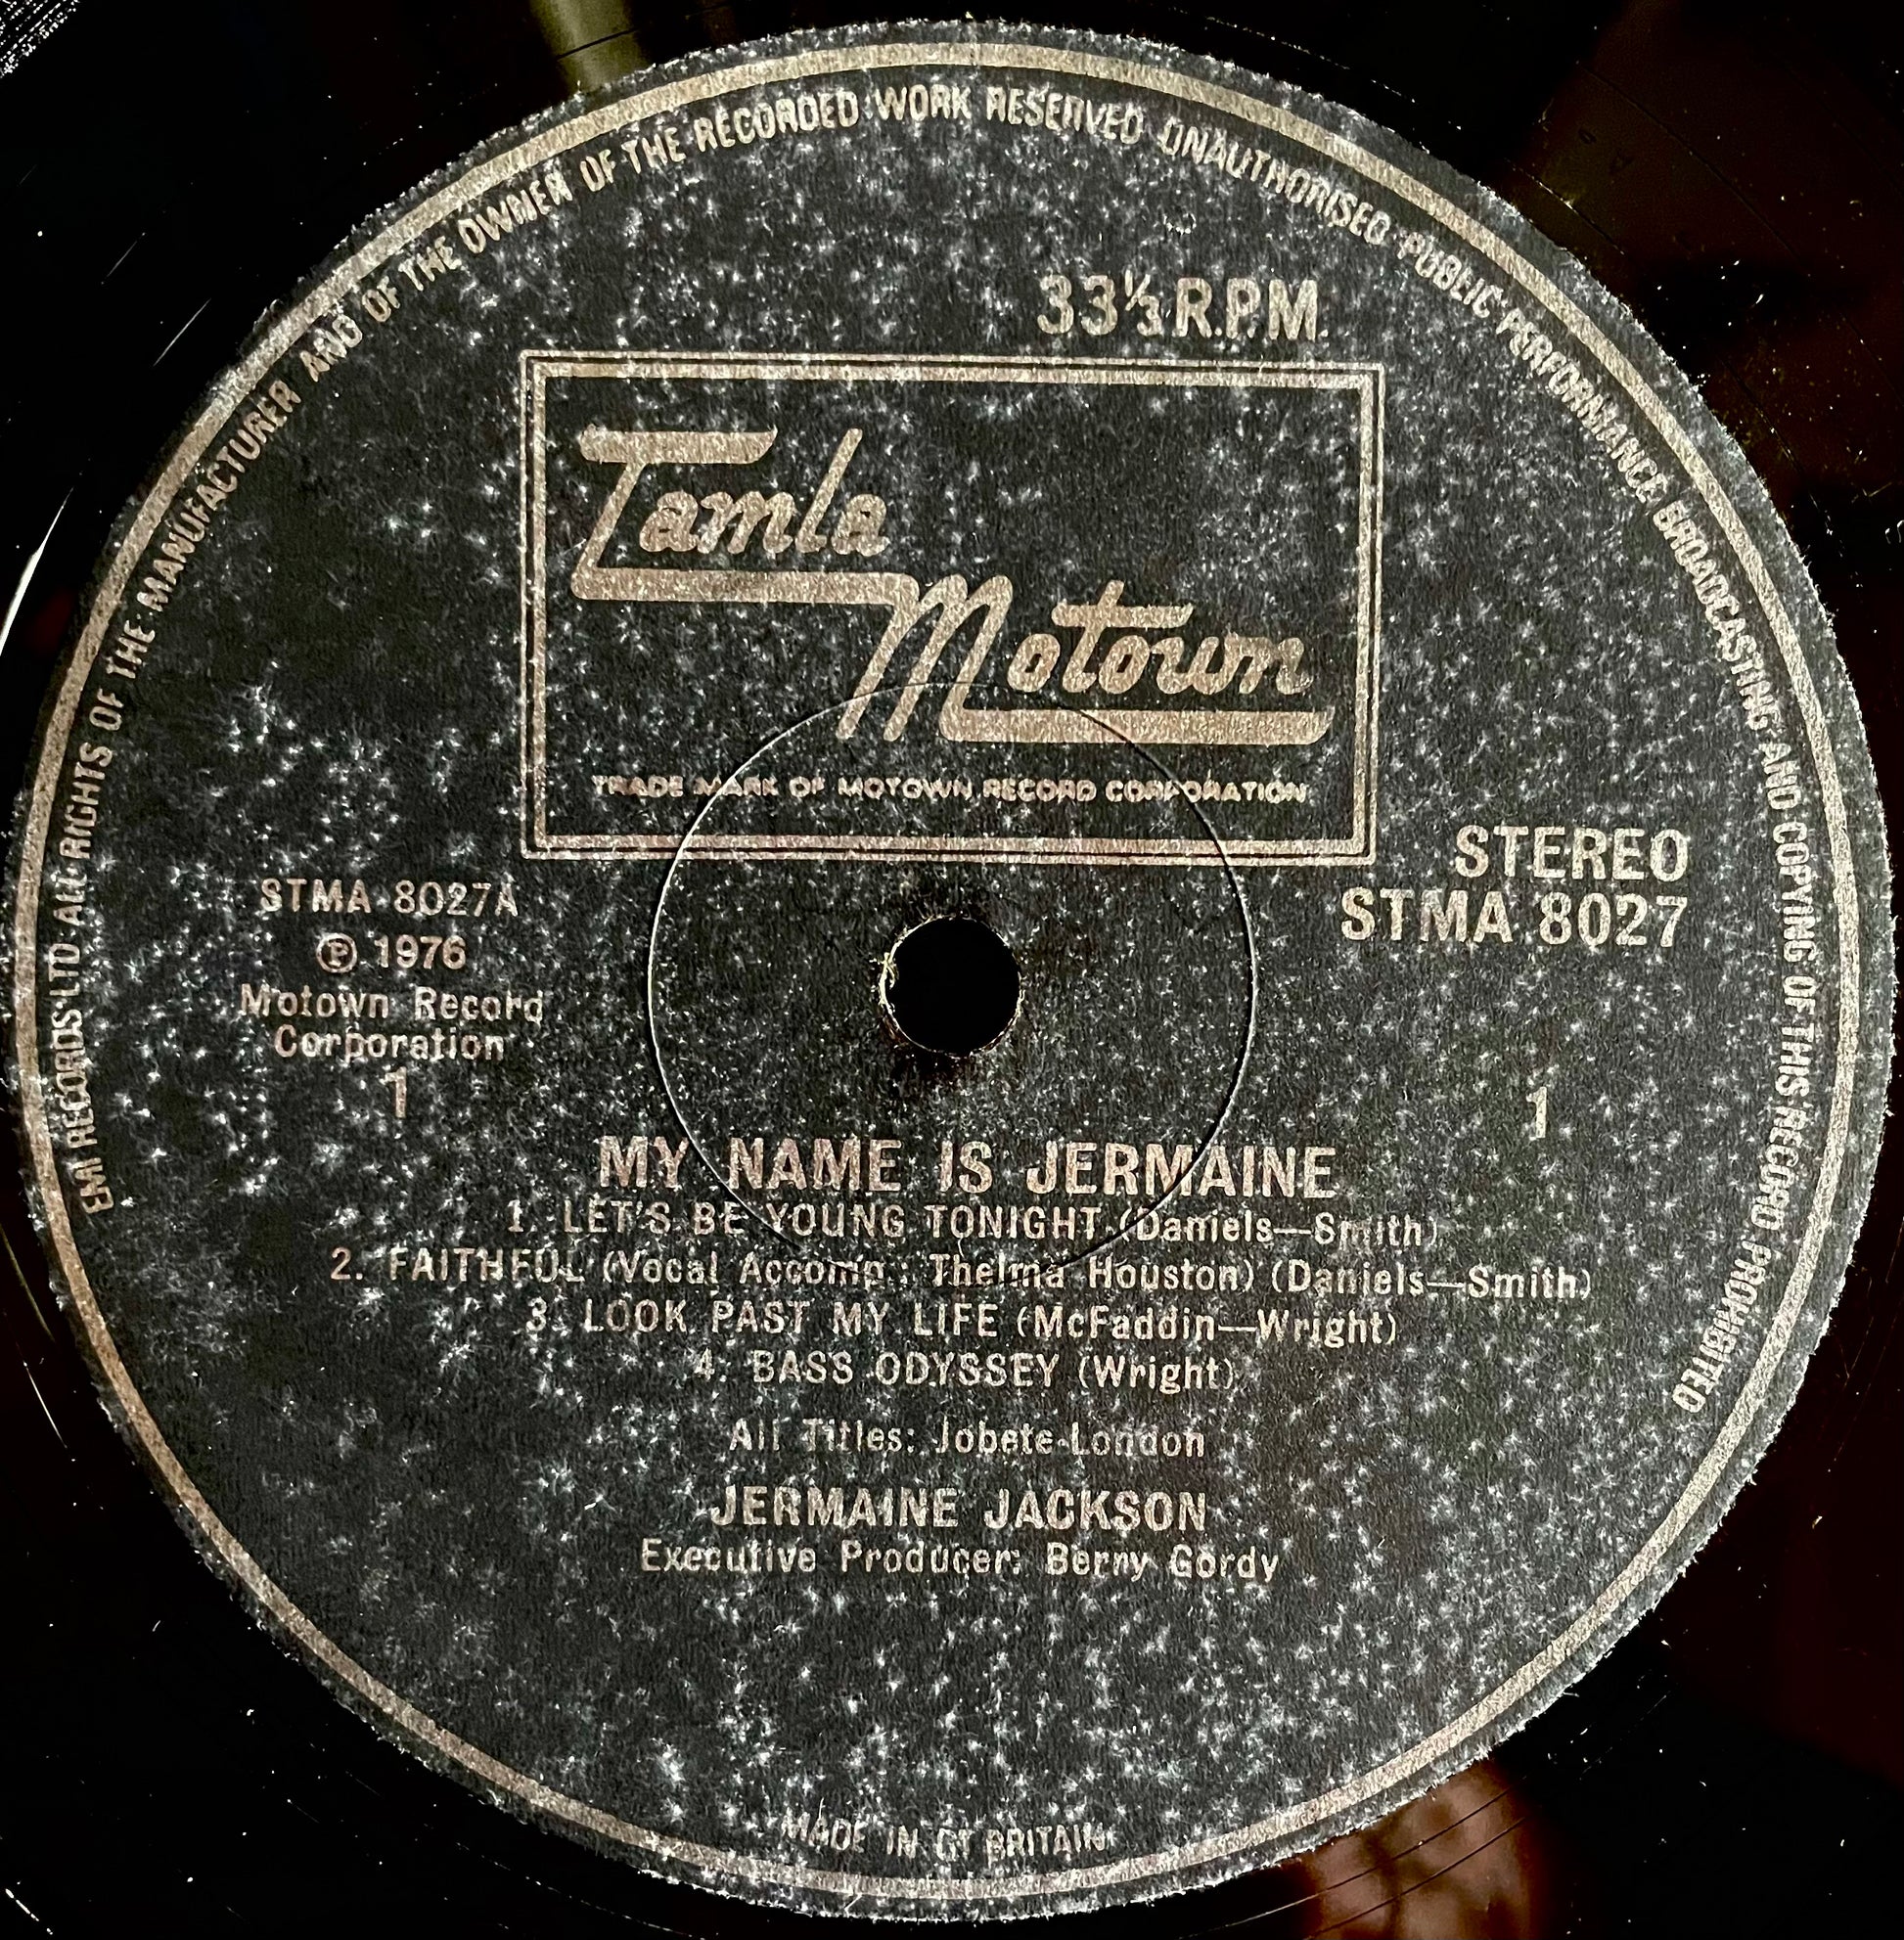 EMI RECORDS LTD ALL RIGHTS OF THE MANUFACTURER AND OF THE OWNER OF THE RECORDED WORK RESERVED UNAUTHORISED PUBLIC PERFORMANCE BROADCASTING AND COPYING OF THIS RECORD PROHIBITED
33⅓ R.P.M.
Tamla
Motown
TRADE MARK OF MOTOWN RECORD CORPORATION
STEREO
STMA 8027
STMA 8027A
Ⓟ 1976
Motown Record
Corporation
1
1
MY NAME IS JERMAINE
1. LET'S BE YOUNG TONIGHT (Daniels—Smith)
2. FAITHFUL (Vocal Accomp.: Thelma Houston) (Daniels—Smith)
3. LOOK PAST MY LIFE (McFaddin—Wright)
4. BASS ODYSSEY (Wright)
All Titles: Jobete-London
JERMAINE JACKSON
Executive Producer: Berry Gordy
MADE IN GT BRITAIN